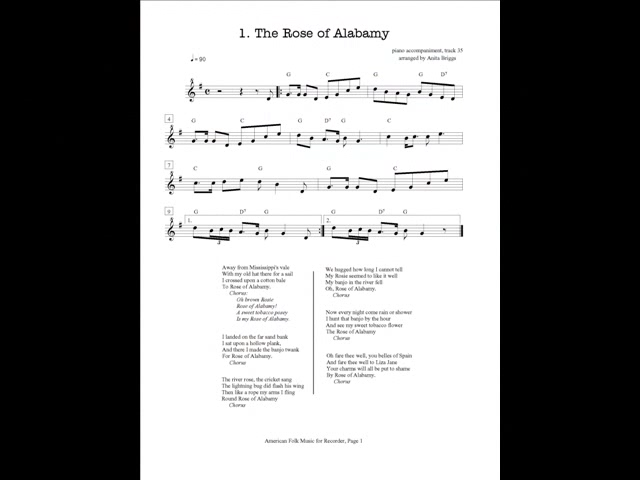 1. The Rose of Alabamy
piano accompaniment, track 35
arranged by Anita Briggs
♩ = 90
G C G G D7
4
G C G D7 G C
7
C G G C
9
1. 2.
G D7 G G D7 G
3 3
Away from Mississippi's vale
With my old hat there for a sail
I crossed upon a cotton bale
To Rose of Alabamy.
Chorus:
Oh brown Rosie
Rose of Alabamy!
A sweet tobacco posey
Is my Rose of Alabamy.
I landed on the far sand bank
I sat upon a hollow plank,
And there I made the banjo twank
For Rose of Alabamy.
Chorus
The river rose, the cricket sang
The lightning bug did flash his wing
Then like a rope my arms I fling
Round Rose of Alabamy
Chorus
We hugged how long I cannot tell
My Rosie seemed to like it well
My banjo in the river fell
Oh, Rose of Alabamy.
Chorus
Now every night come rain or shower
I hunt that banjo by the hour
And see my sweet tobacco flower
The Rose of Alabamy
Chorus
Oh fare thee well, you belles of Spain
And fare thee well to Liza Jane
Your charms will all be put to shame
By Rose of Alabamy.
Chorus
American Folk Music for Recorder, Page 1